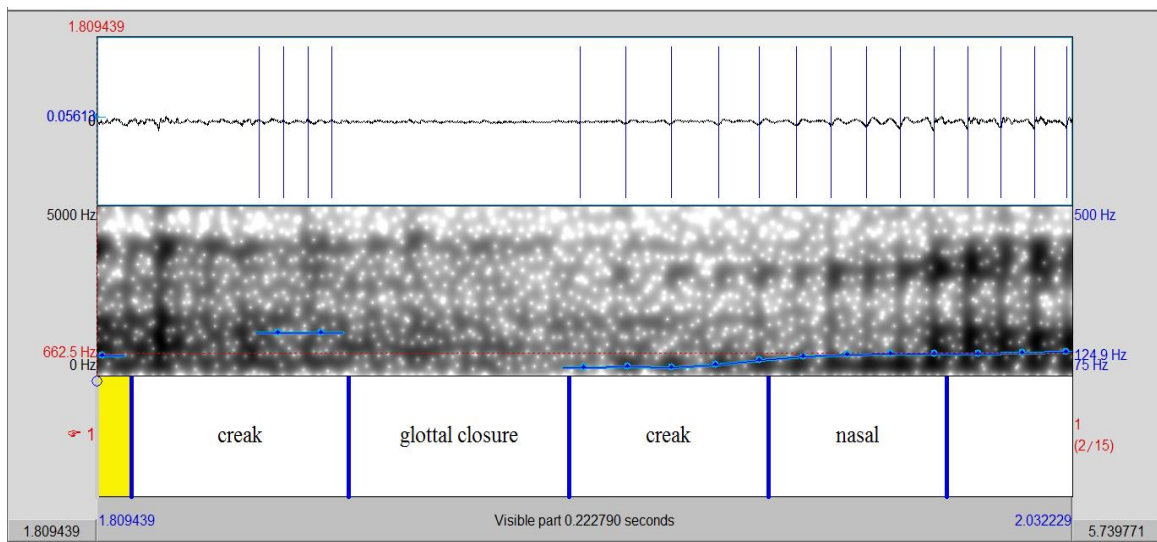 1.809439
0.05613
0
5000 Hz
500 Hz
662.5 Hz
0 Hz
124.9 Hz
75 Hz
☞ 1
creak
glottal closure
creak
nasal
1
(2/15)
1.809439
Visible part 0.222790 seconds
2.032229
1.809439
5.739771